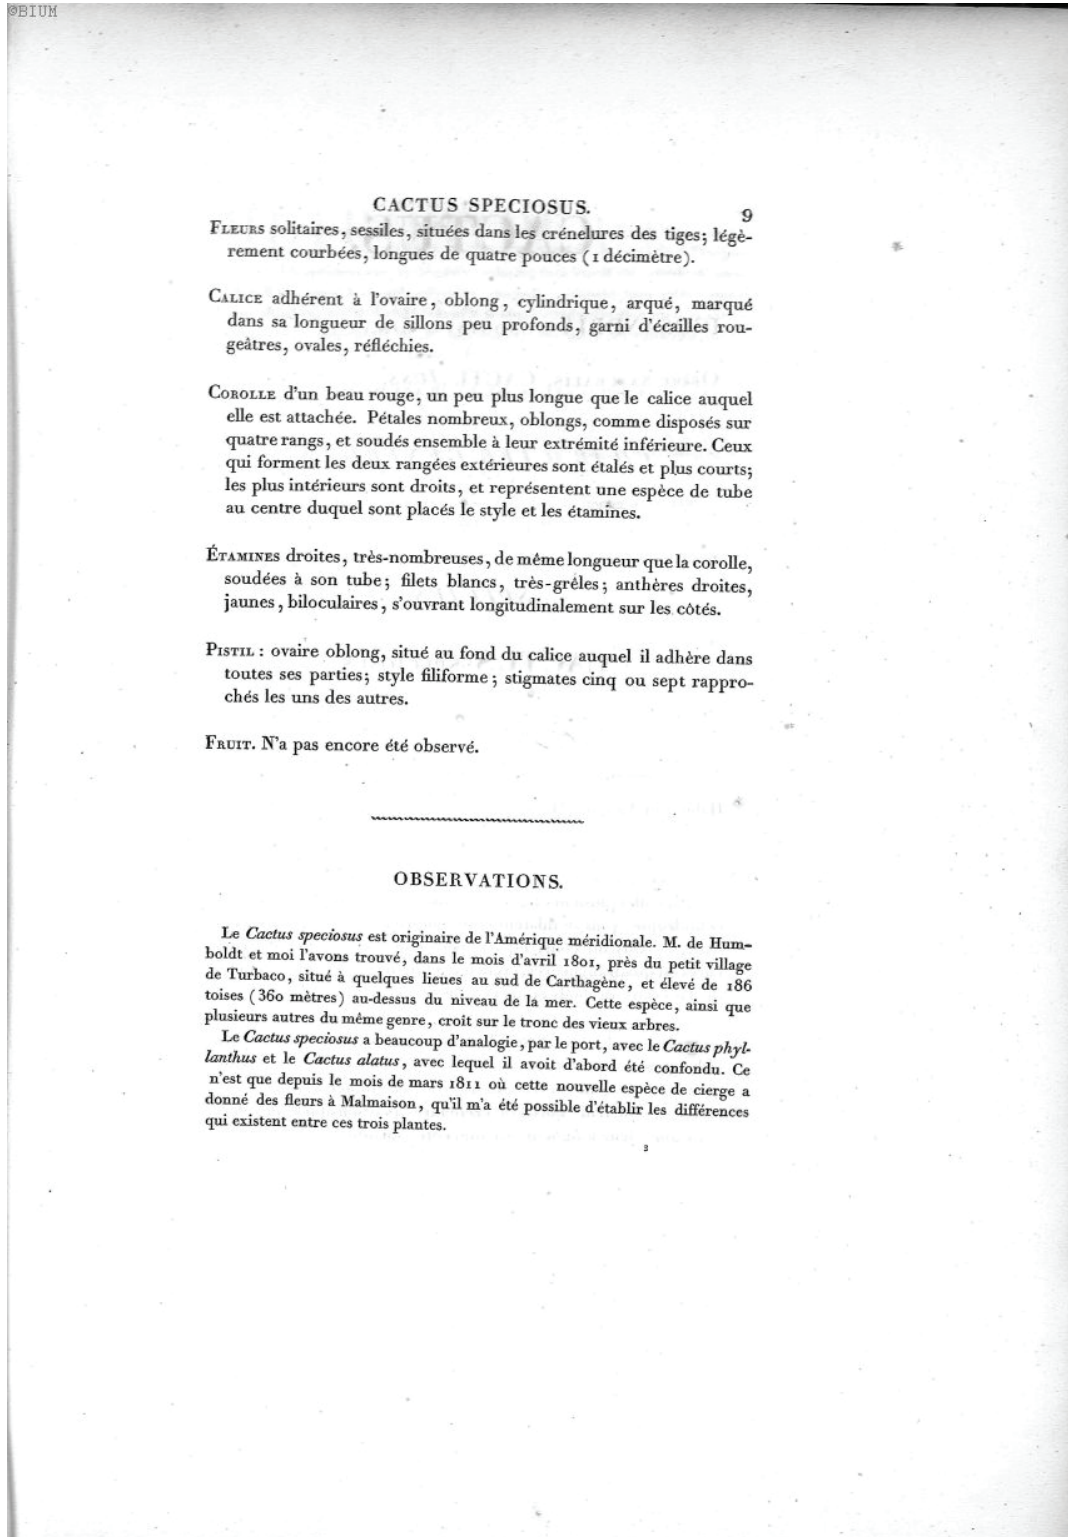 ©BIUM
CACTUS SPECIOSUS. 9
FLEURS solitaires, sessiles, situées dans les crénelures des tiges; légè-
rement courbées, longues de quatre pouces (1 décimètre).
CALICE adhérent à l'ovaire, oblong, cylindrique, arqué, marqué
dans sa longueur de sillons peu profonds, garni d'écailles rou-
geâtres, ovales, réfléchies.
COROLLE d'un beau rouge, un peu plus longue que le calice auquel
elle est attachée. Pétales nombreux, oblongs, comme disposés sur
quatre rangs, et soudés ensemble à leur extrémité inférieure. Ceux
qui forment les deux rangées extérieures sont étalés et plus courts;
les plus intérieurs sont droits, et représentent une espèce de tube
au centre duquel sont placés le style et les étamines.
ÉTAMINES droites, très-nombreuses, de même longueur que la corolle,
soudées à son tube; filets blancs, très-grêles; anthères droites,
jaunes, biloculaires, s'ouvrant longitudinalement sur les côtés.
PISTIL : ovaire oblong, situé au fond du calice auquel il adhère dans
toutes ses parties; style filiforme; stigmates cinq ou sept rappro-
chés les uns des autres.
FRUIT. N'a pas encore été observé.
OBSERVATIONS.
Le Cactus speciosus est originaire de l'Amérique méridionale. M. de Hum-
boldt et moi l'avons trouvé, dans le mois d'avril 1801, près du petit village
de Turbaco, situé à quelques lieues au sud de Carthagène, et élevé de 186
toises (360 mètres) au-dessus du niveau de la mer. Cette espèce, ainsi que
plusieurs autres du même genre, croît sur le tronc des vieux arbres.
Le Cactus speciosus a beaucoup d'analogie, par le port, avec le Cactus phyl-
lanthus et le Cactus alatus, avec lequel il avoit d'abord été confondu. Ce
n'est que depuis le mois de mars 1811 où cette nouvelle espèce de cierge a
donné des fleurs à Malmaison, qu'il m'a été possible d'établir les différences
qui existent entre ces trois plantes.
3